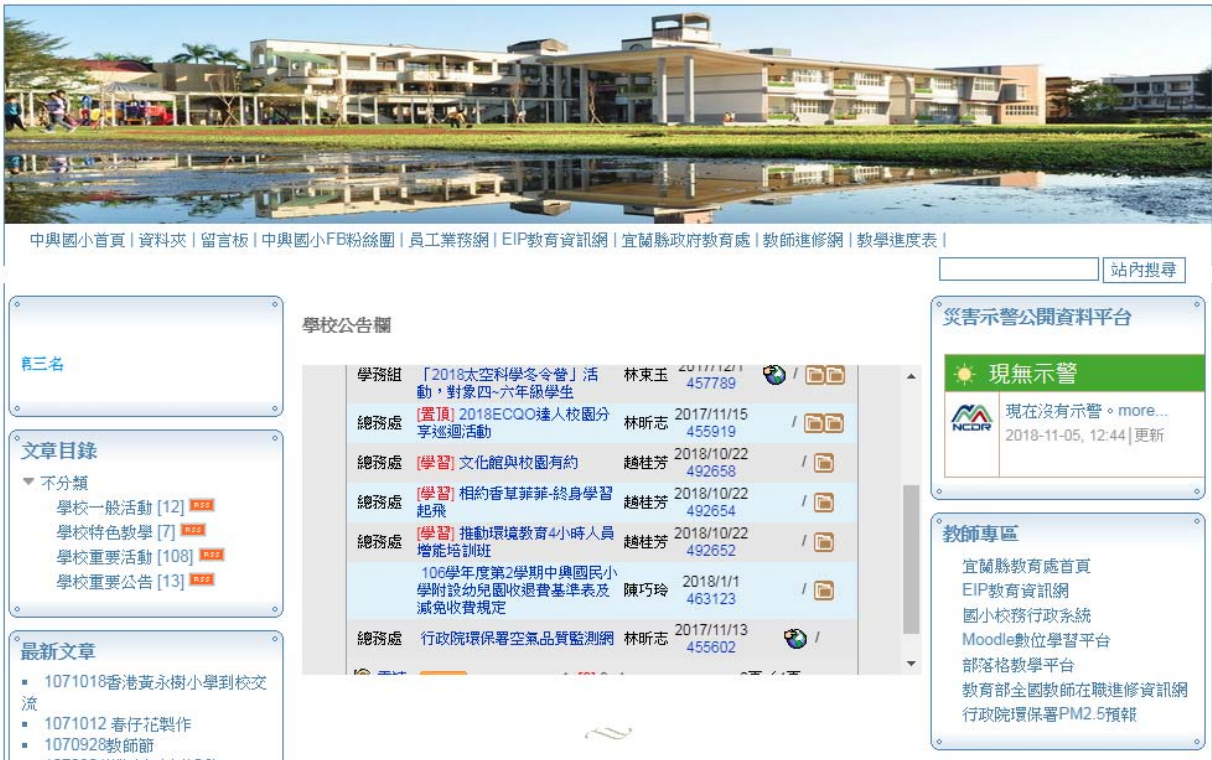 中興國小首頁 | 資料夾 | 留言板 | 中興國小FB粉絲團 | 員工業務網 | EIP教育資訊網 | 宜蘭縣政府教育處 | 教師進修網 | 教學進度表 |
站內搜尋
第三名
文章目錄
不分類
學校一般活動 [12] RSS
學校特色教學 [7] RSS
學校重要活動 [108] RSS
學校重要公告 [13] RSS
最新文章
1071018香港黃永樹小學到校交
流
1071012 春仔花製作
1070928教師節
學校公告欄
學務組 「2018太空科學冬令營」活 林東玉 2017/12/1
動，對象四~六年級學生 457789 /
總務處 [置頂] 2018ECQO達人校園分 林昕志 2017/11/15
享巡迴活動 455919 /
總務處 [學習] 文化館與校園有約 趙桂芳 2018/10/22
492658 /
總務處 [學習] 相約香草菲菲-終身學習 趙桂芳 2018/10/22
起飛 492654 /
總務處 [學習] 推動環境教育4小時人員 趙桂芳 2018/10/22
增能培訓班 492652 /
106學年度第2學期中興國民小
學附設幼兒園收退費基準表及 陳巧玲 2018/1/1
減免收費規定 463123 /
總務處 行政院環保署空氣品質監測網 林昕志 2017/11/13
455602 /
災害示警公開資料平台
現無示警
NCDR
現在沒有示警。more...
2018-11-05, 12:44|更新
教師專區
宜蘭縣教育處首頁
EIP教育資訊網
國小校務行政系統
Moodle數位學習平台
部落格教學平台
教育部全國教師在職進修資訊網
行政院環保署PM2.5預報